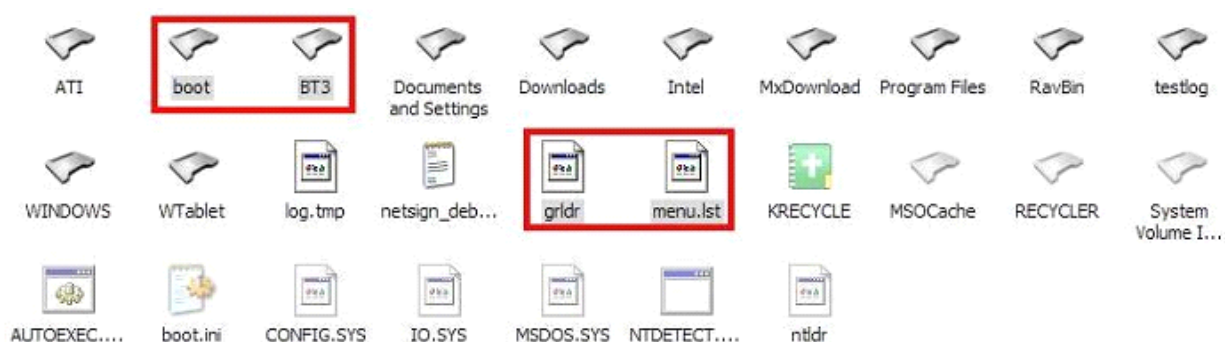 ATI boot BT3 Documents Downloads Intel MxDownload Program Files RavBin testlog
and Settings
WINDOWS WTablet log.tmp netsign_deb... grldr menu.lst KRECYCLE MSOCache RECYCLER System
Volume I...
AUTOEXEC.... boot.ini CONFIG.SYS IO.SYS MSDOS.SYS NTDETECT.... ntldr